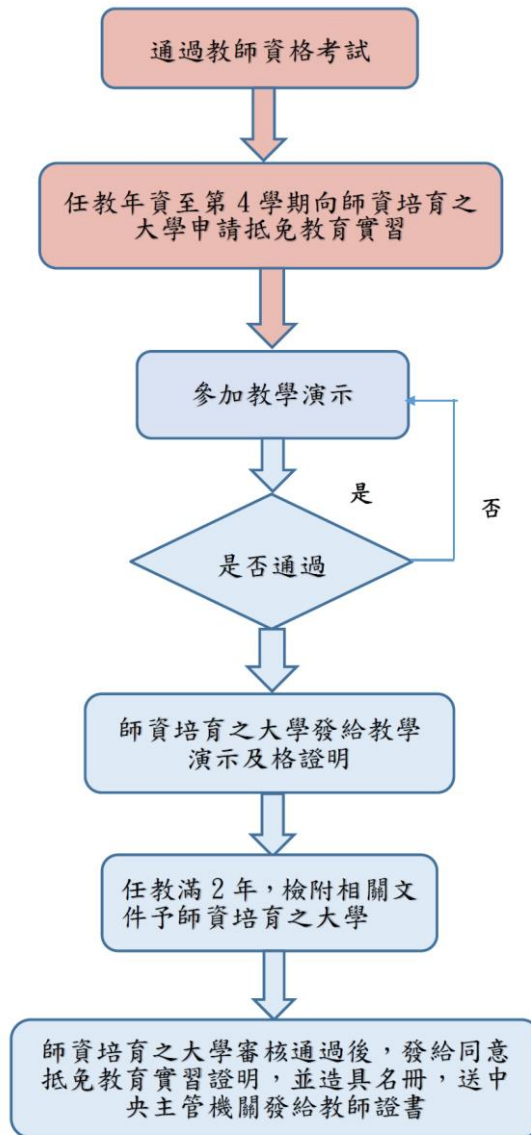 通過教師資格考試
任教年資至第 4 學期向師資培育之
大學申請抵免教育實習
參加教學演示
是
否
是否通過
師資培育之大學發給教學
演示及格證明
任教滿 2 年，檢附相關文
件予師資培育之大學
師資培育之大學審核通過後，發給同意
抵免教育實習證明，並造具名冊，送中
央主管機關發給教師證書